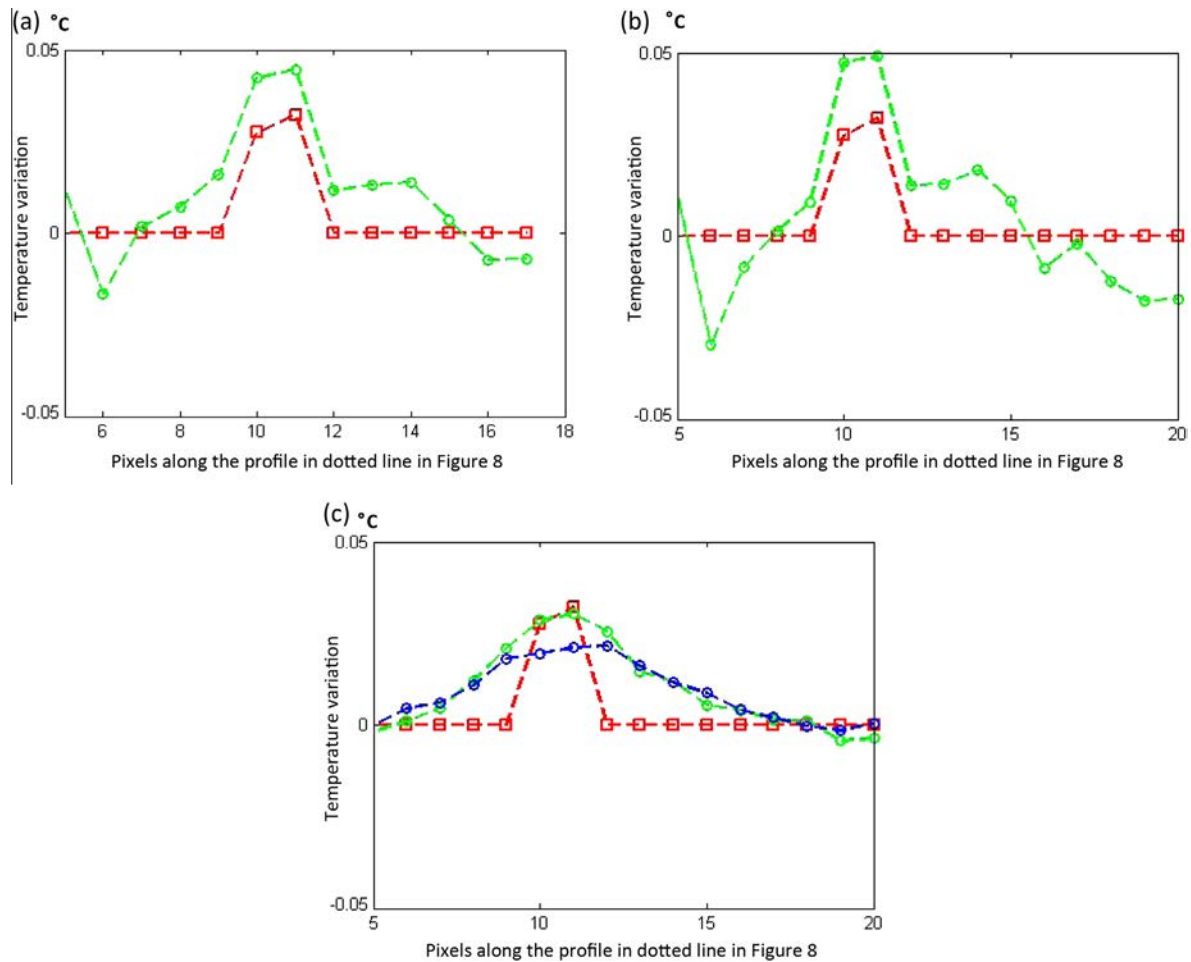 (a) °C
0.05
Temperature variation
0
-0.05
6 8 10 12 14 16 18
Pixels along the profile in dotted line in Figure 8
(b) °C
0.05
Temperature variation
0
-0.05
5 10 15 20
Pixels along the profile in dotted line in Figure 8
(c) °C
0.05
Temperature variation
0
-0.05
5 10 15 20
Pixels along the profile in dotted line in Figure 8